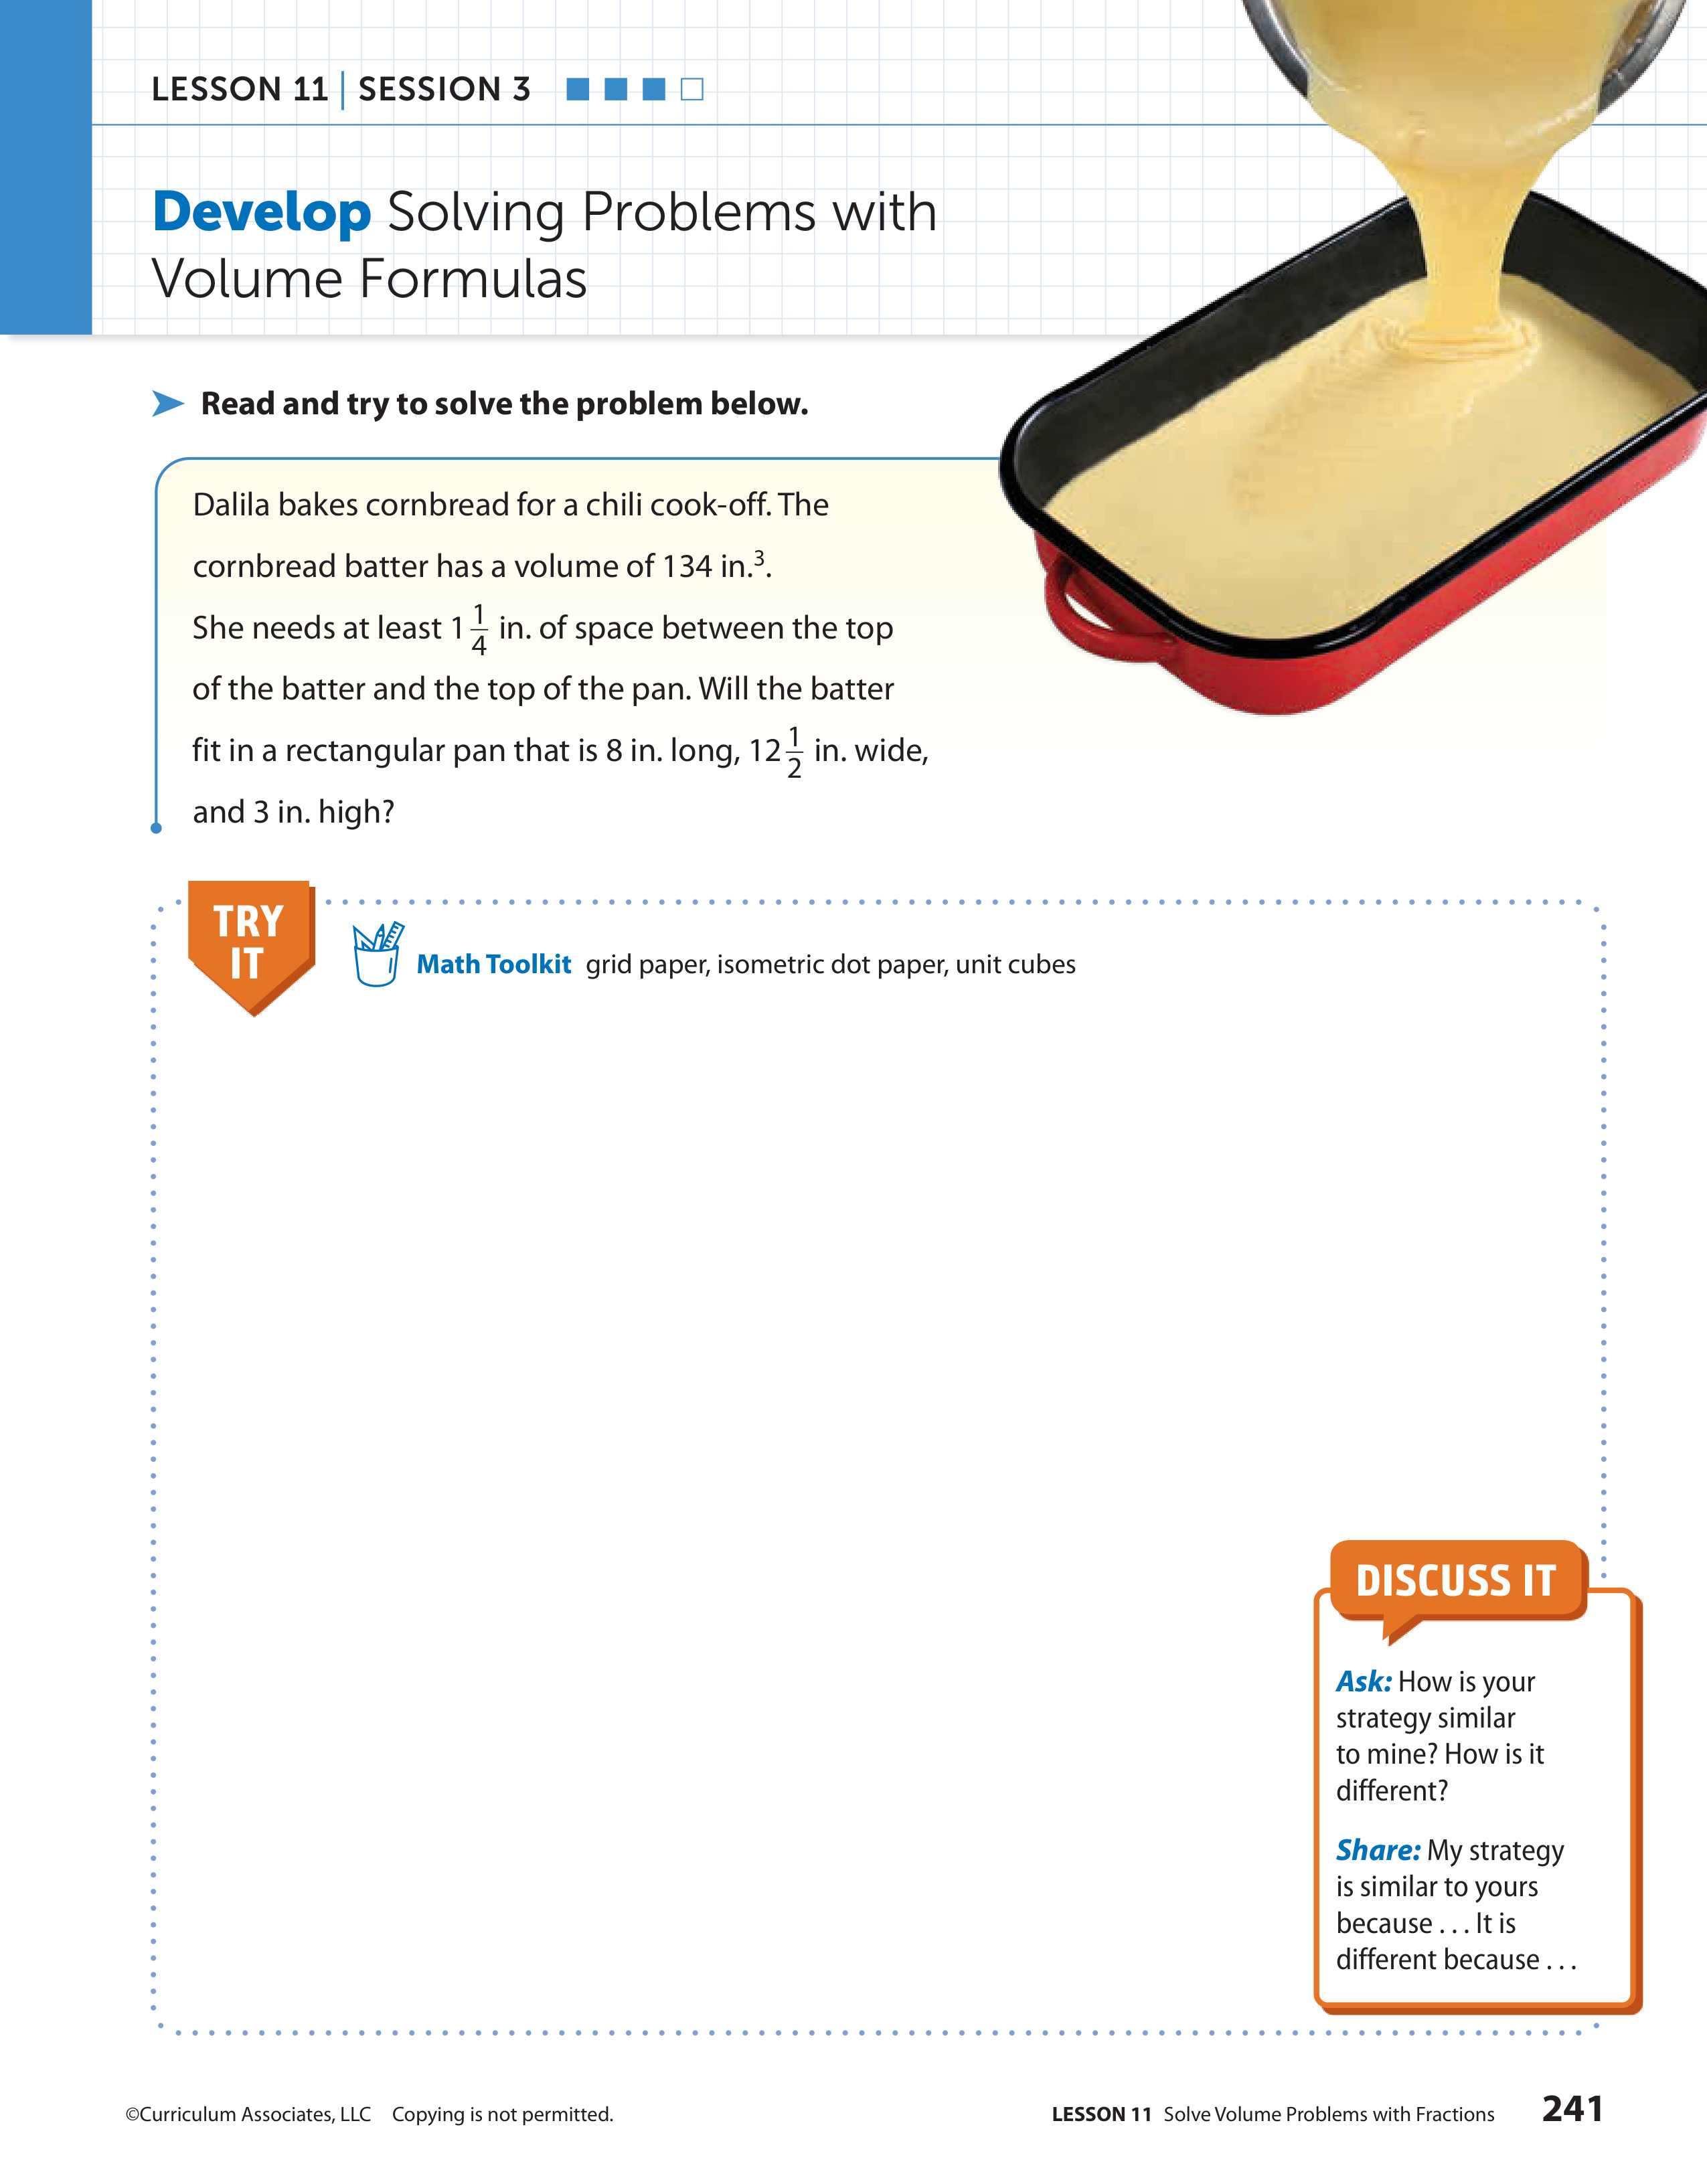 LESSON 11 | SESSION 3
Develop Solving Problems with
Volume Formulas
Read and try to solve the problem below.
Dalila bakes cornbread for a chili cook-off. The
cornbread batter has a volume of 134 in.³.
She needs at least 1 1/4 in. of space between the top
of the batter and the top of the pan. Will the batter
fit in a rectangular pan that is 8 in. long, 12 1/2 in. wide,
and 3 in. high?
TRY
IT
Math Toolkit grid paper, isometric dot paper, unit cubes
DISCUSS IT
Ask: How is your
strategy similar
to mine? How is it
different?
Share: My strategy
is similar to yours
because . . . It is
different because . . .
©Curriculum Associates, LLC Copying is not permitted.
LESSON 11 Solve Volume Problems with Fractions 241